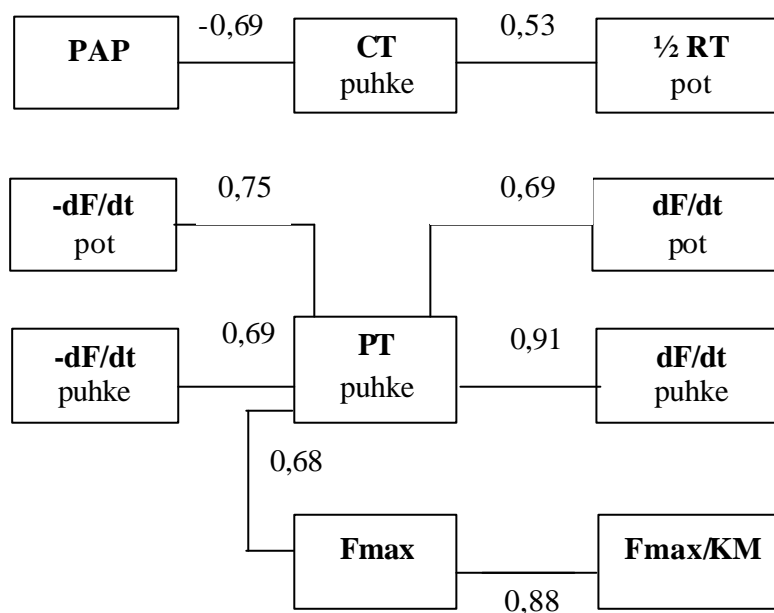 -0,69 0,53
PAP CT ½ RT
puhke pot
0,75 0,69
-dF/dt dF/dt
pot pot
0,69 PT 0,91
-dF/dt dF/dt
puhke puhke puhke
0,68
Fmax Fmax/KM
0,88